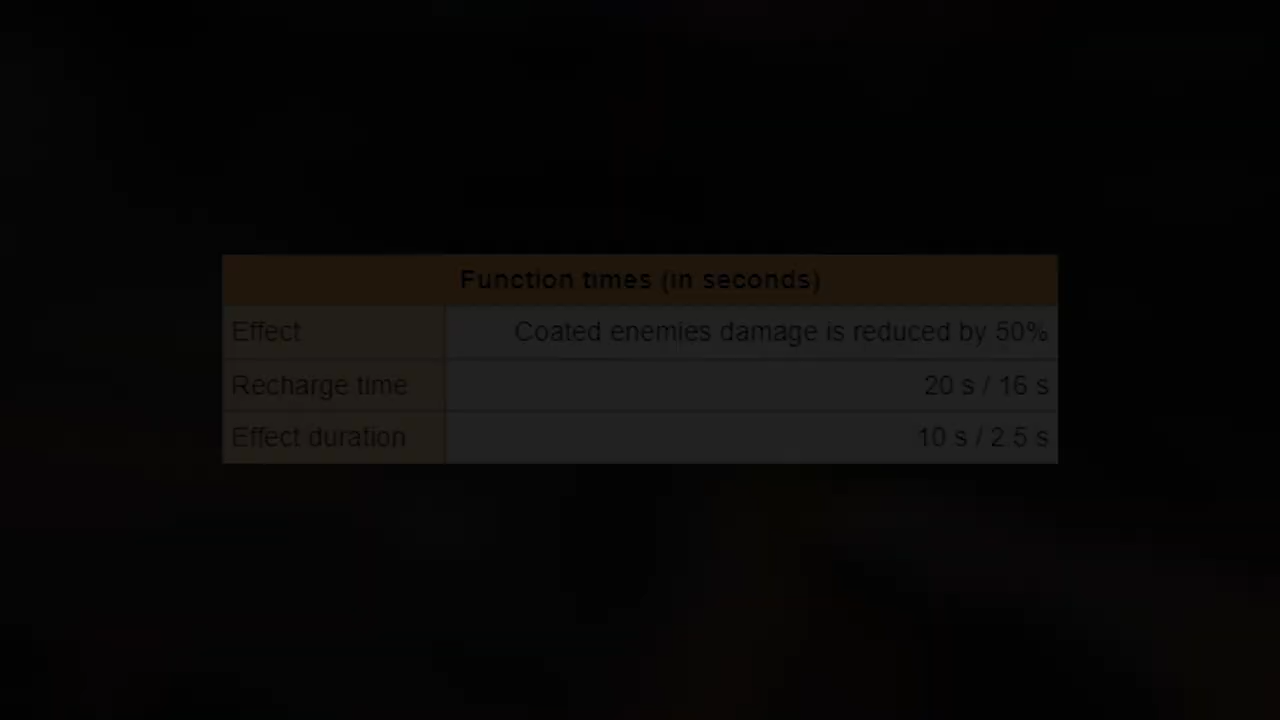 Function times (in seconds)
Effect Coated enemies damage is reduced by 50%
Recharge time 20 s / 16 s
Effect duration 10 s / 2.5 s